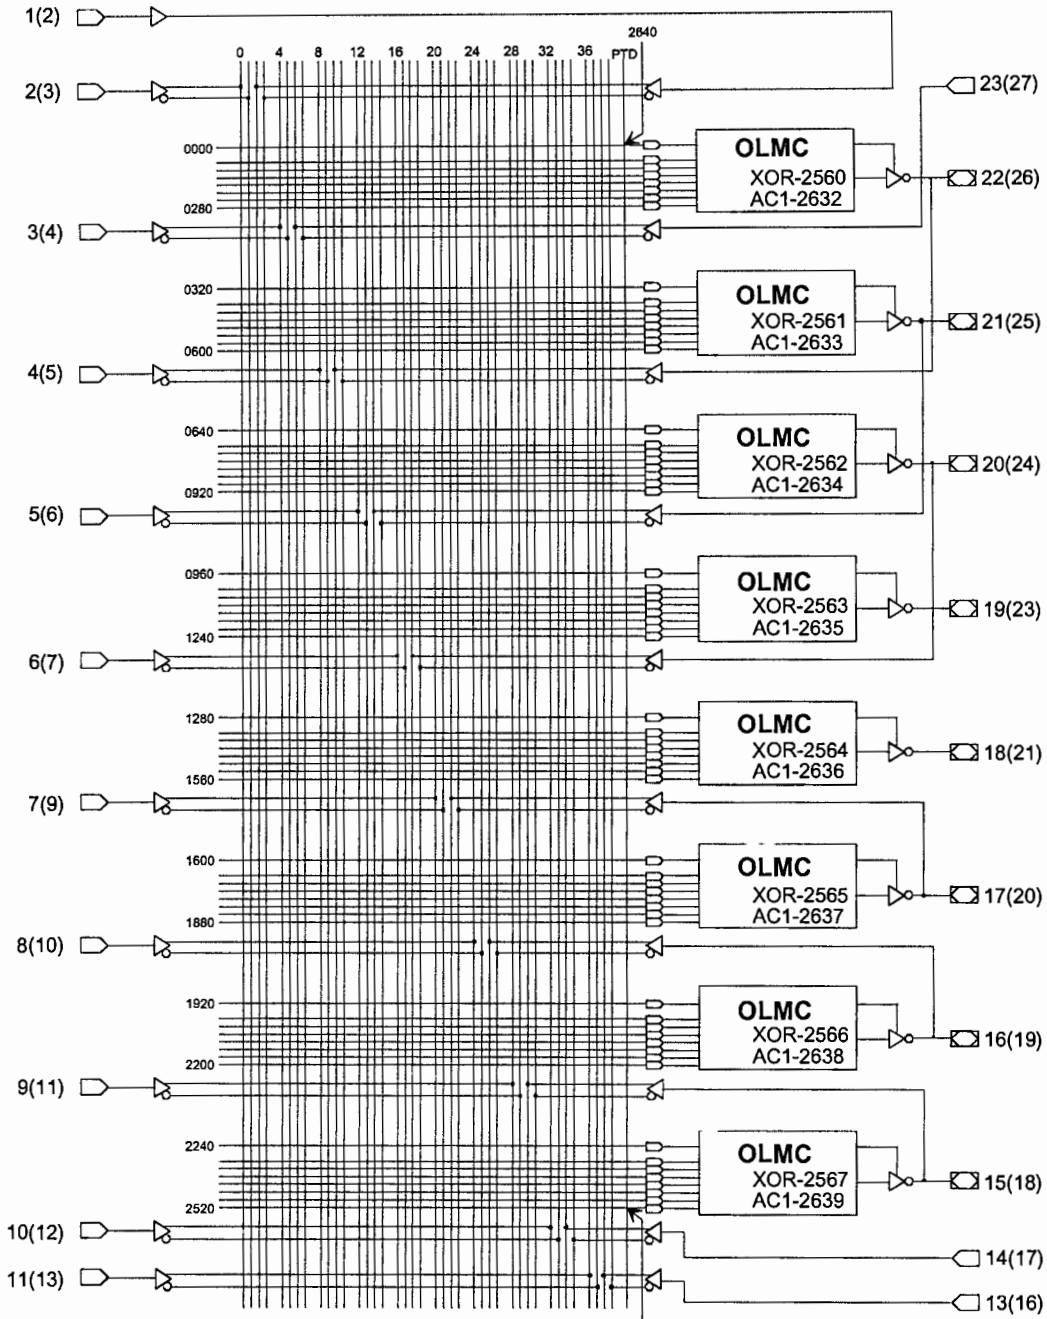 1(2)
2640
0 4 8 12 16 20 24 28 32 36 PTD
2(3)
23(27)
0000
OLMC
XOR-2560
AC1-2632
22(26)
0280
3(4)
0320
OLMC
XOR-2561
AC1-2633
21(25)
0600
4(5)
0640
OLMC
XOR-2562
AC1-2634
20(24)
0920
5(6)
0960
OLMC
XOR-2563
AC1-2635
19(23)
1240
6(7)
1280
OLMC
XOR-2564
AC1-2636
18(21)
1560
7(9)
1600
OLMC
XOR-2565
AC1-2637
17(20)
1880
8(10)
1920
OLMC
XOR-2566
AC1-2638
16(19)
2200
9(11)
2240
OLMC
XOR-2567
AC1-2639
15(18)
2520
10(12)
14(17)
11(13)
13(16)